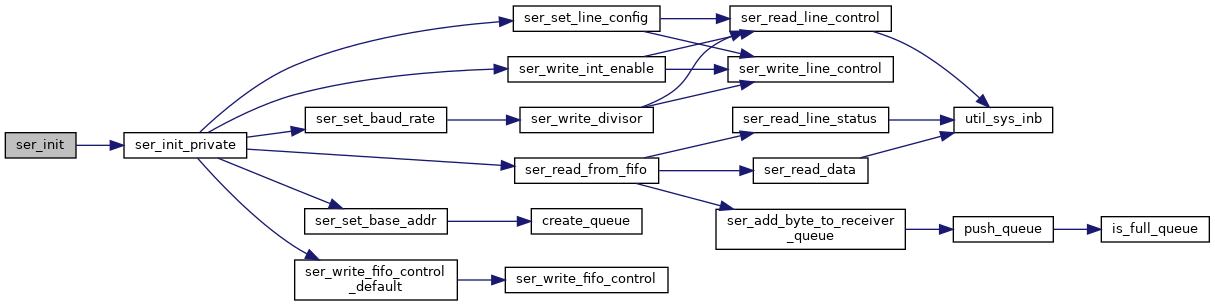 ser_set_line_config
ser_read_line_control
ser_write_int_enable
ser_write_line_control
ser_set_baud_rate
ser_write_divisor
ser_read_line_status
util_sys_inb
ser_init
ser_init_private
ser_read_from_fifo
ser_read_data
ser_set_base_addr
create_queue
ser_add_byte_to_receiver
_queue
push_queue
is_full_queue
ser_write_fifo_control
_default
ser_write_fifo_control